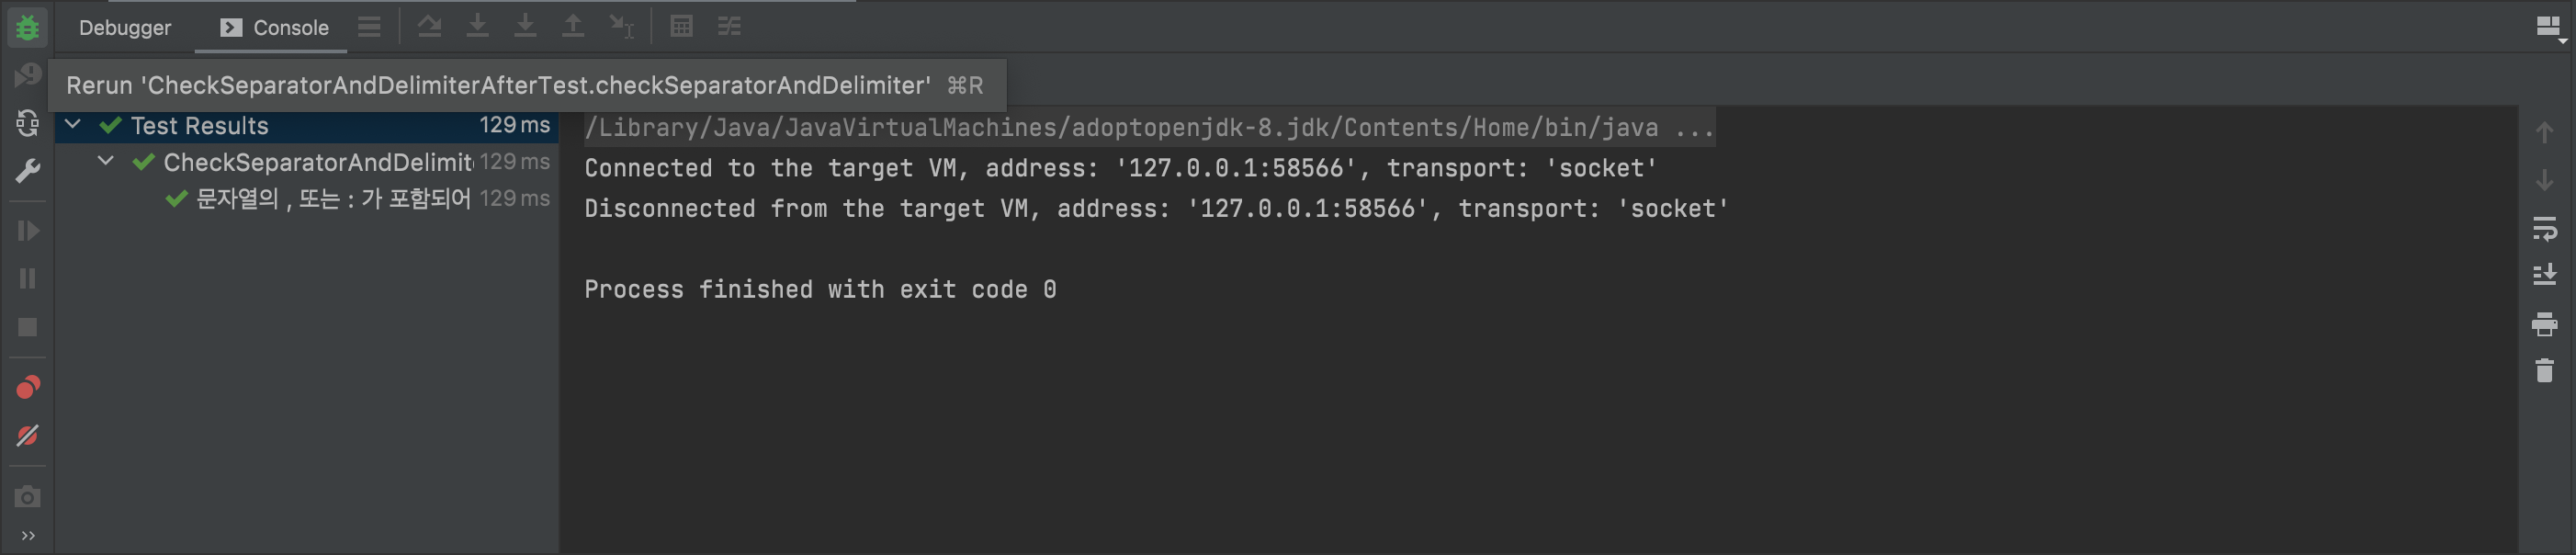 Debugger Console
Rerun 'CheckSeparatorAndDelimiterAfterTest.checkSeparatorAndDelimiter' ⌘R
Test Results 129 ms
CheckSeparatorAndDelimit 129 ms
문자열의 , 또는 : 가 포함되어 129 ms
/Library/Java/JavaVirtualMachines/adoptopenjdk-8.jdk/Contents/Home/bin/java ...
Connected to the target VM, address: '127.0.0.1:58566', transport: 'socket'
Disconnected from the target VM, address: '127.0.0.1:58566', transport: 'socket'
Process finished with exit code 0